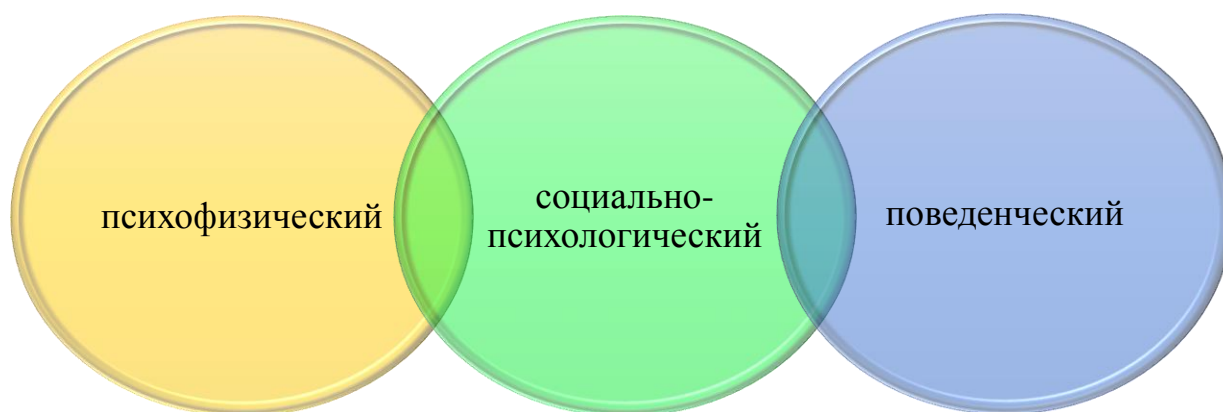 психофизический
социально-
психологический
поведенческий